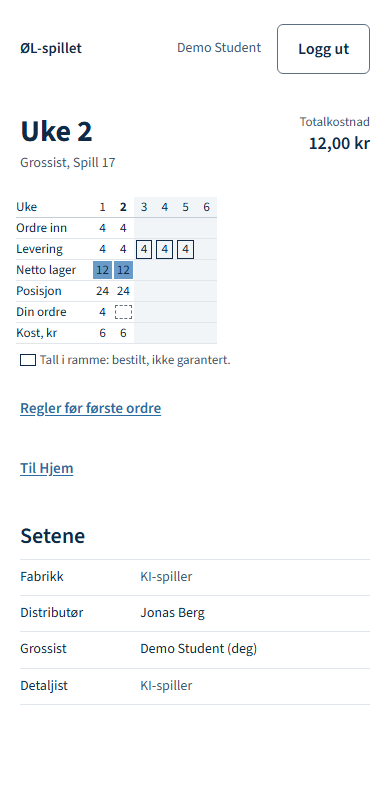 ØL-spillet Demo Student Logg ut
Uke 2 Totalkostnad
Grossist, Spill 17 12,00 kr
Uke 1 2 3 4 5 6
Ordre inn 4 4
Levering 4 4 4 4 4
Netto lager 12 12
Posisjon 24 24
Din ordre 4
Kost, kr 6 6
Tall i ramme: bestilt, ikke garantert.
Regler før første ordre
Til Hjem
Setene
Fabrikk KI-spiller
Distributør Jonas Berg
Grossist Demo Student (deg)
Detaljist KI-spiller